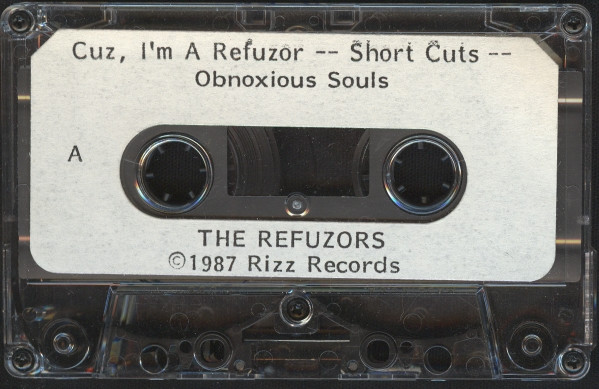 Cuz, I'm A Refuzor -- Short Cuts --
Obnoxious Souls
A
THE REFUZORS
©1987 Rizz Records